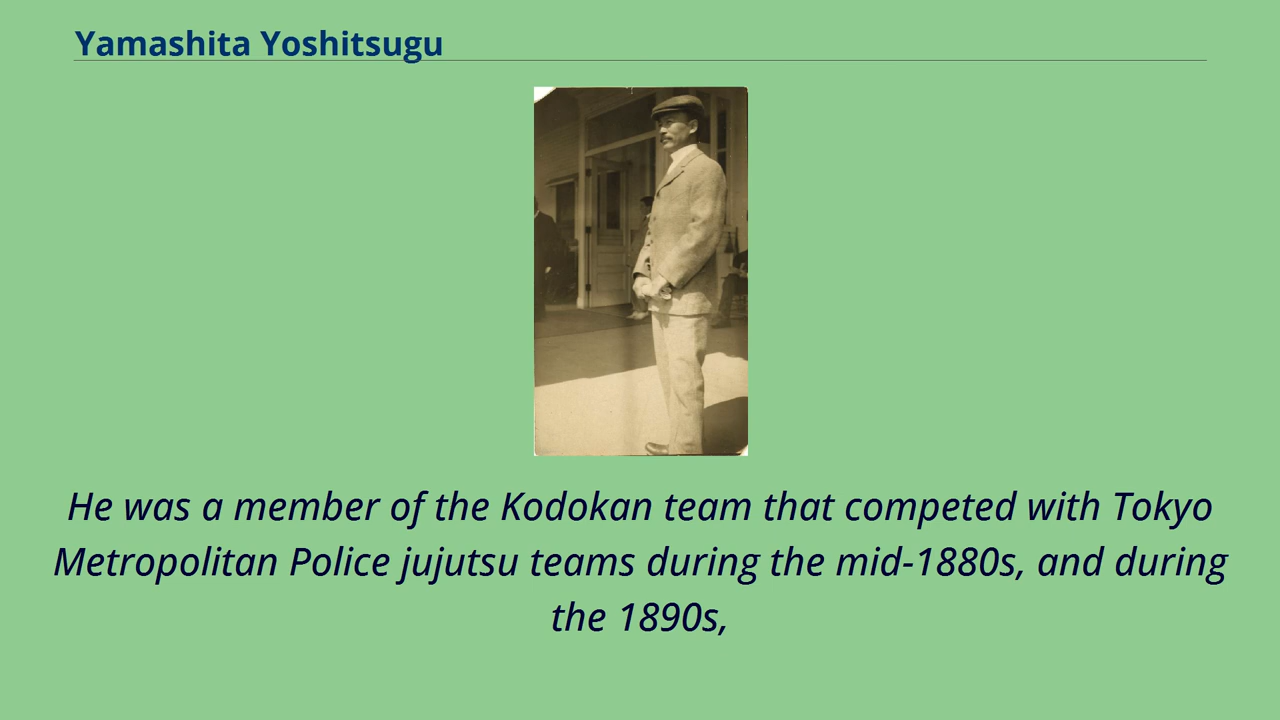 Yamashita Yoshitsugu
He was a member of the Kodokan team that competed with Tokyo
Metropolitan Police jujutsu teams during the mid-1880s, and during
the 1890s,